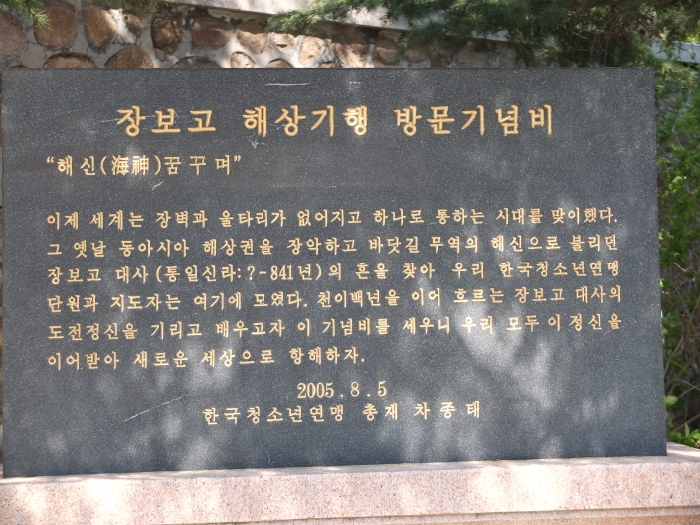 장보고 해상기행 방문기념비
“해신(海神)꿈꾸며”
이제 세계는 장벽과 울타리가 없어지고 하나로 통하는 시대를 맞이했다.
그 옛날 동아시아 해상권을 장악하고 바닷길 무역의 해신으로 불리던
장보고 대사(통일신라:?-841년)의 혼을 찾아 우리 한국청소년연맹
단원과 지도자는 여기에 모였다. 천이백년을 이어 흐르는 장보고 대사의
도전정신을 기리고 배우고자 이 기념비를 세우니 우리 모두 이 정신을
이어받아 새로운 세상으로 항해하자.
2005.8.5
한국청소년연맹 총재 차종태